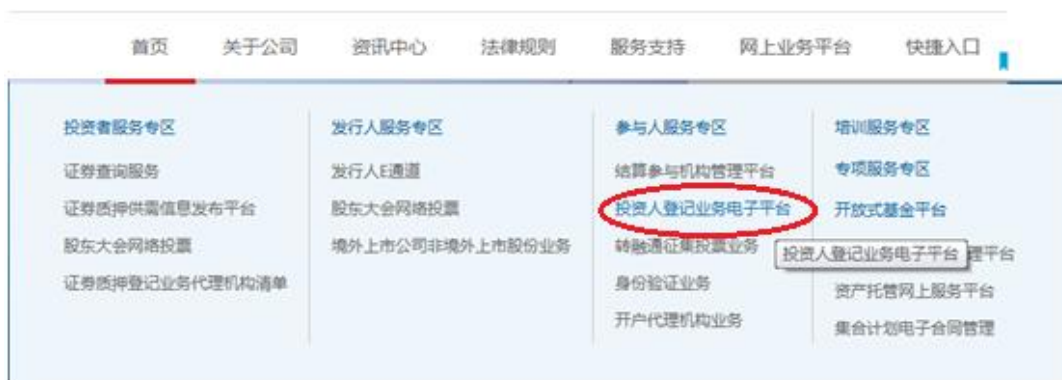 首页 关于公司 资讯中心 法律规则 服务支持 网上业务平台 快捷入口
投资者服务专区
证券查询服务
证券质押供需信息发布平台
股东大会网络投票
证券质押登记业务代理机构清单
发行人服务专区
发行人E通道
股东大会网络投票
境外上市公司非境外上市股份业务
参与人服务专区
结算参与机构管理平台
投资人登记业务电子平台
转融通征集投票业务
身份验证业务
开户代理机构业务
培训服务专区
专项服务专区
开放式基金平台
投资人登记业务电子平台
理平台
资产托管网上服务平台
集合计划电子合同管理